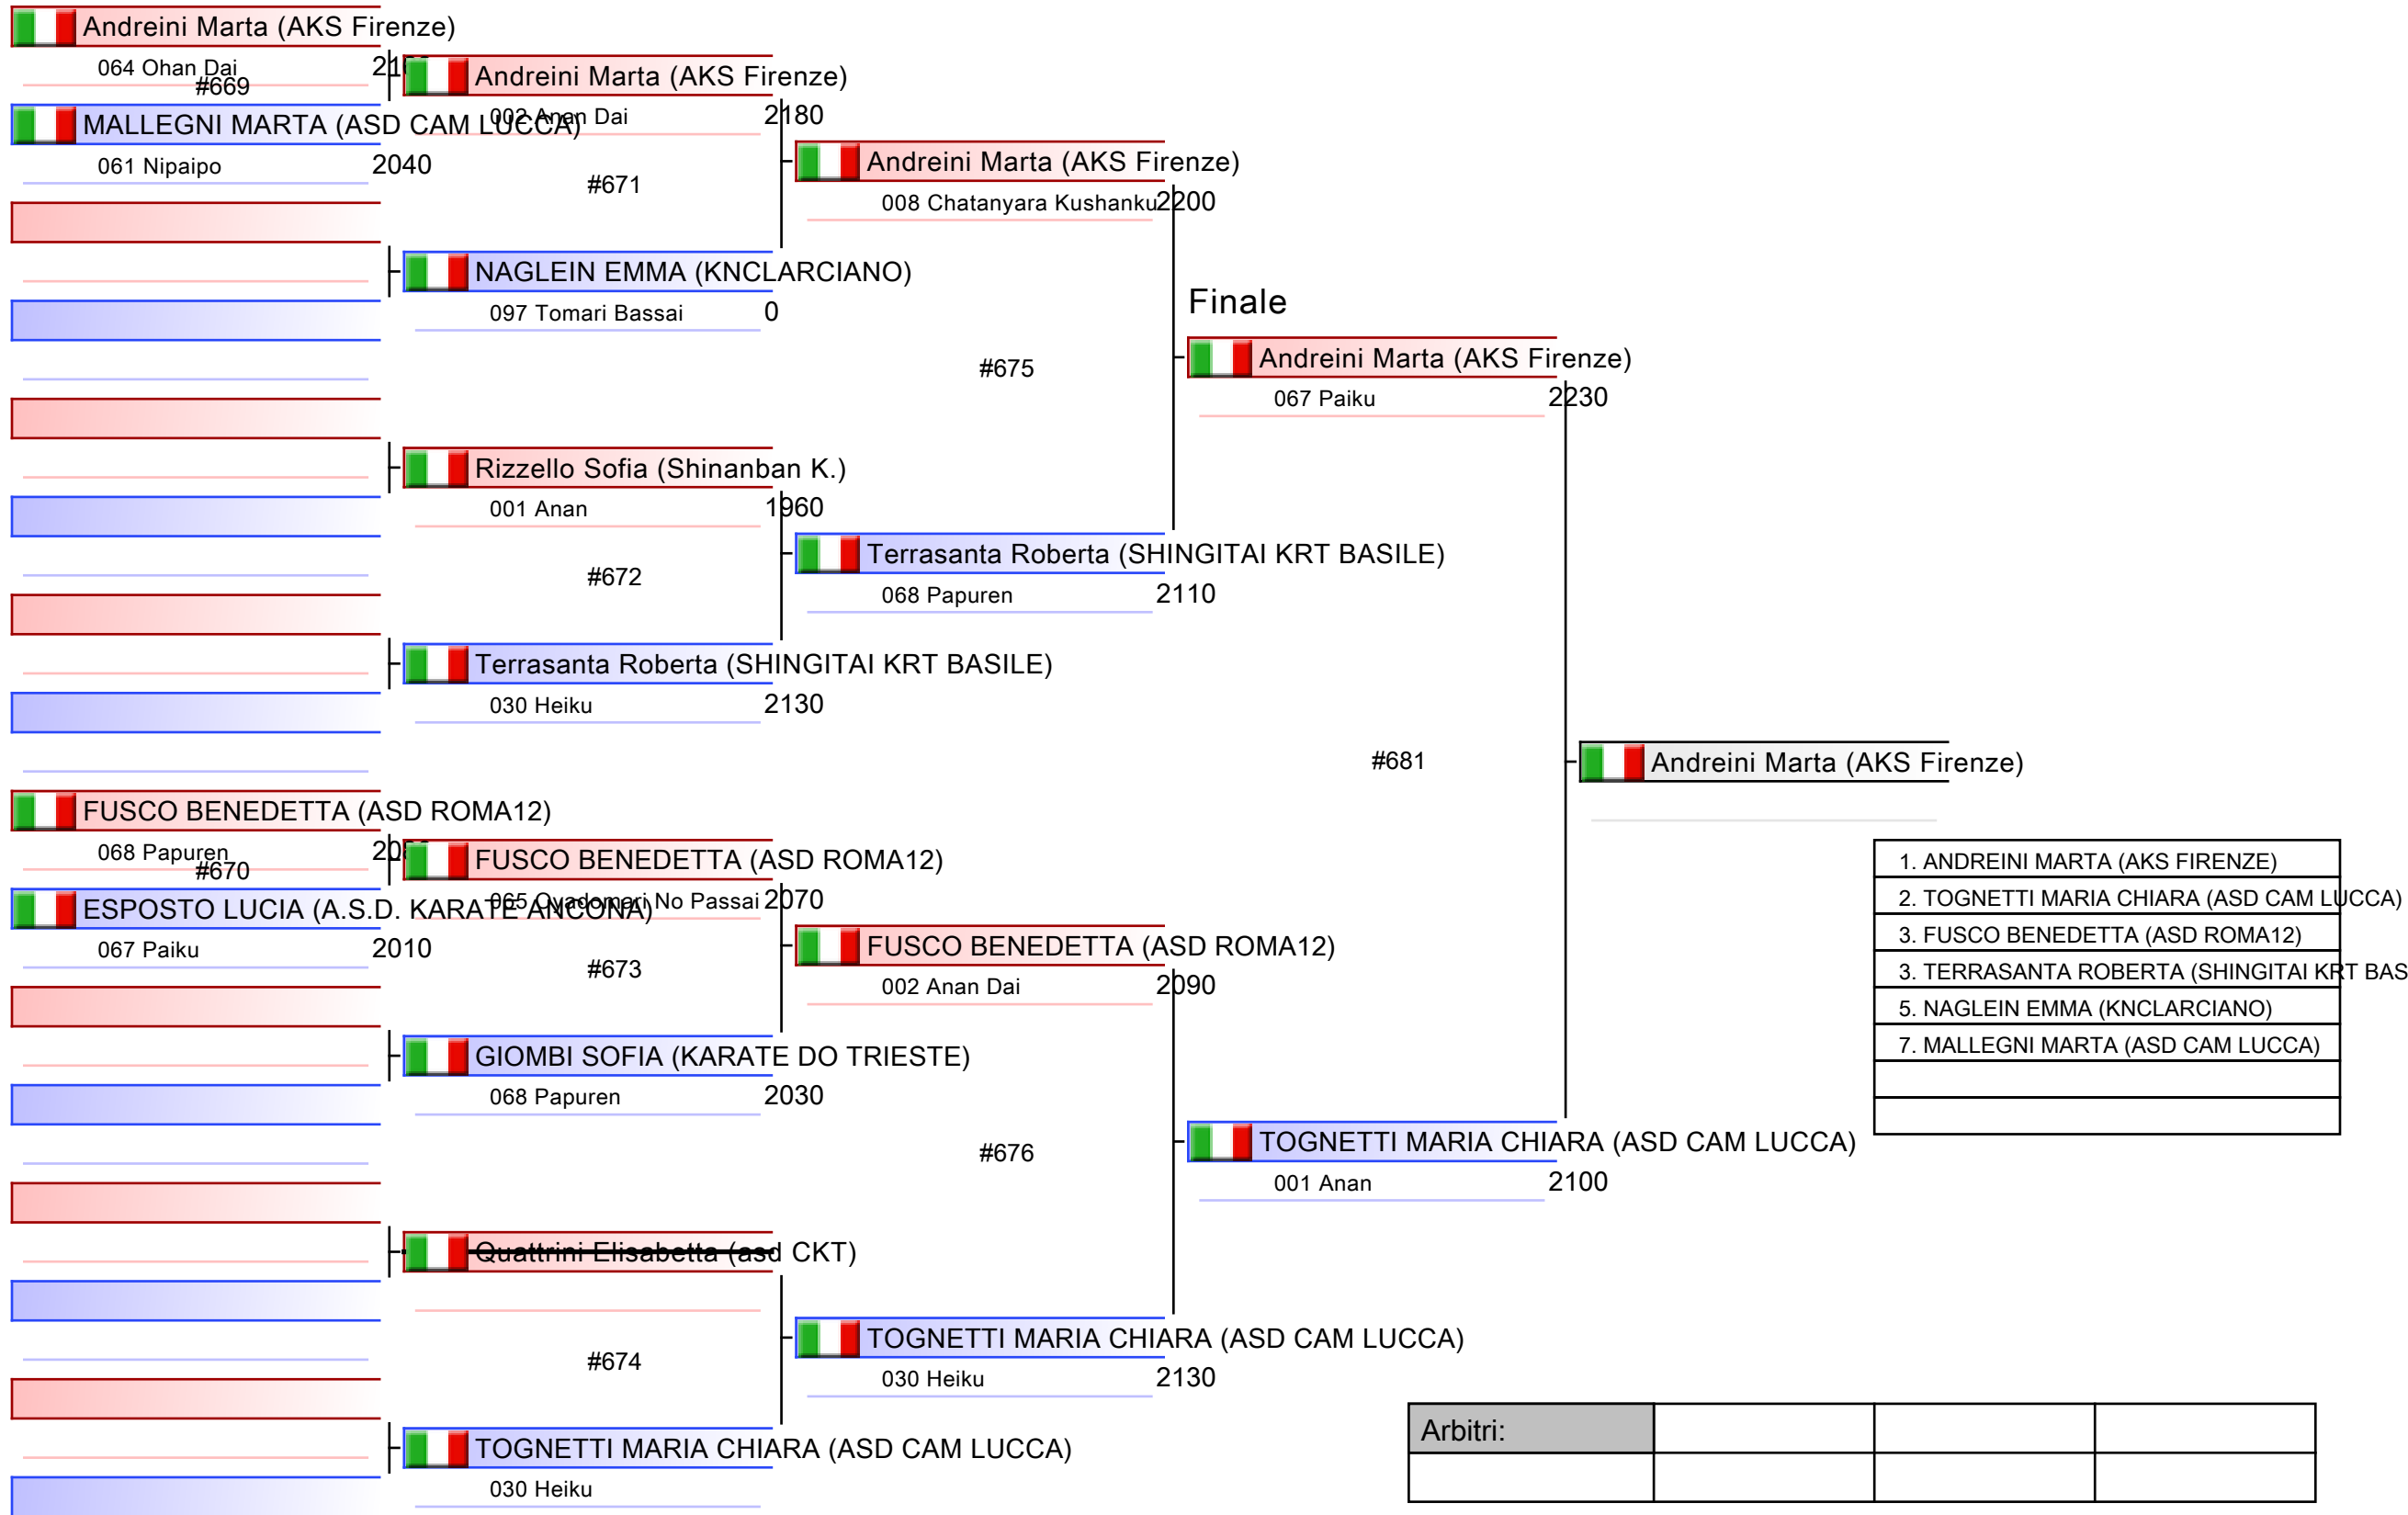 Andreini Marta (AKS Firenze)
064 Ohan Dai
#669
MALLEGNI MARTA (ASD CAM LUCCA)
061 Nipaipo 2040
FUSCO BENEDETTA (ASD ROMA12)
068 Papuren
#670
ESPOSTO LUCIA (A.S.D. KARATE ANCONA)
067 Paiku 2010
Andreini Marta (AKS Firenze)
002 Anan Dai 2180
#671
NAGLEIN EMMA (KNCLARCIANO)
097 Tomari Bassai 0
Rizzello Sofia (Shinanban K.)
001 Anan 1960
#672
Terrasanta Roberta (SHINGITAI KRT BASILE)
030 Heiku 2130
FUSCO BENEDETTA (ASD ROMA12)
065 Oyadomari No Passai 2070
#673
GIOMBI SOFIA (KARATE DO TRIESTE)
068 Papuren 2030
Quattrini Elisabetta (asd CKT)
#674
TOGNETTI MARIA CHIARA (ASD CAM LUCCA)
030 Heiku
Andreini Marta (AKS Firenze)
008 Chatanyara Kushanku 2200
#675
Terrasanta Roberta (SHINGITAI KRT BASILE)
068 Papuren 2110
FUSCO BENEDETTA (ASD ROMA12)
002 Anan Dai 2090
#676
TOGNETTI MARIA CHIARA (ASD CAM LUCCA)
030 Heiku 2130
Finale
Andreini Marta (AKS Firenze)
067 Paiku 2230
#681
TOGNETTI MARIA CHIARA (ASD CAM LUCCA)
001 Anan 2100
Andreini Marta (AKS Firenze)
1. ANDREINI MARTA (AKS FIRENZE)
2. TOGNETTI MARIA CHIARA (ASD CAM LUCCA)
3. FUSCO BENEDETTA (ASD ROMA12)
3. TERRASANTA ROBERTA (SHINGITAI KRT BAS
5. NAGLEIN EMMA (KNCLARCIANO)
7. MALLEGNI MARTA (ASD CAM LUCCA)
Arbitri: